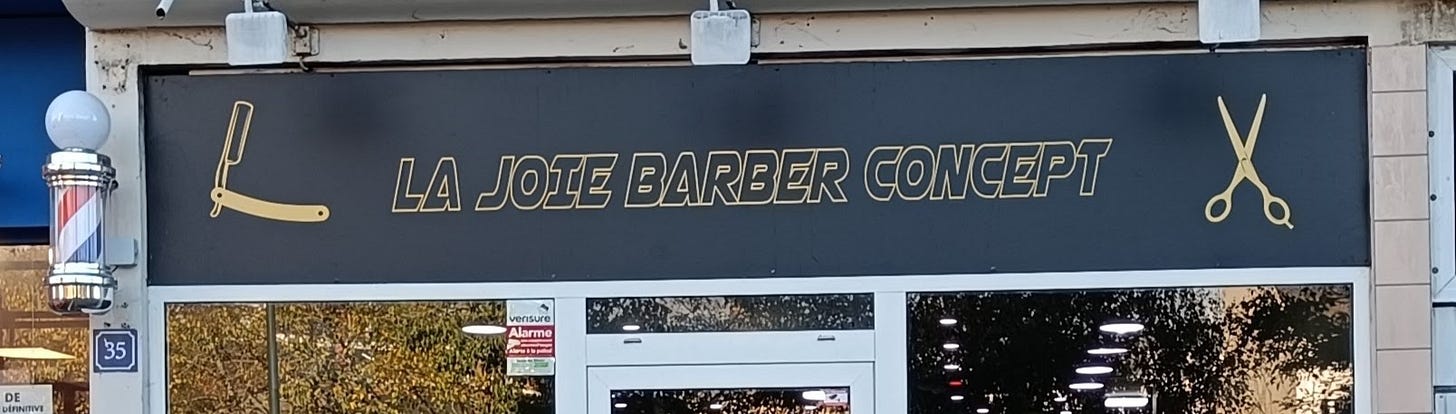 LA JOIE BARBER CONCEPT
35
verisure
Alarme
DE
DÉFINITIVE